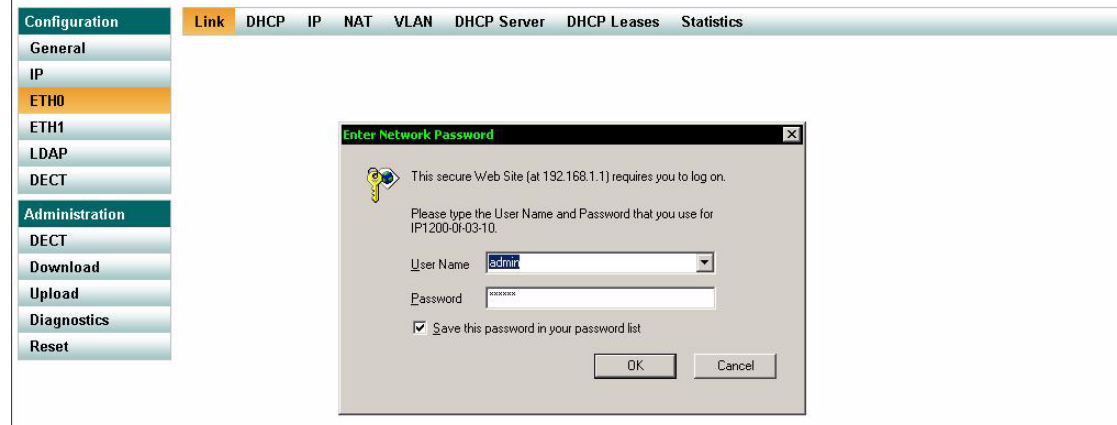 Configuration
General
IP
ETH0
ETH1
LDAP
DECT
Administration
DECT
Download
Upload
Diagnostics
Reset
Link DHCP IP NAT VLAN DHCP Server DHCP Leases Statistics
Enter Network Password
This secure Web Site (at 192.168.1.1) requires you to log on.
Please type the User Name and Password that you use for
IP1200-0f-03-10.
User Name admin
Password xxxxxx
Save this password in your password list
OK Cancel